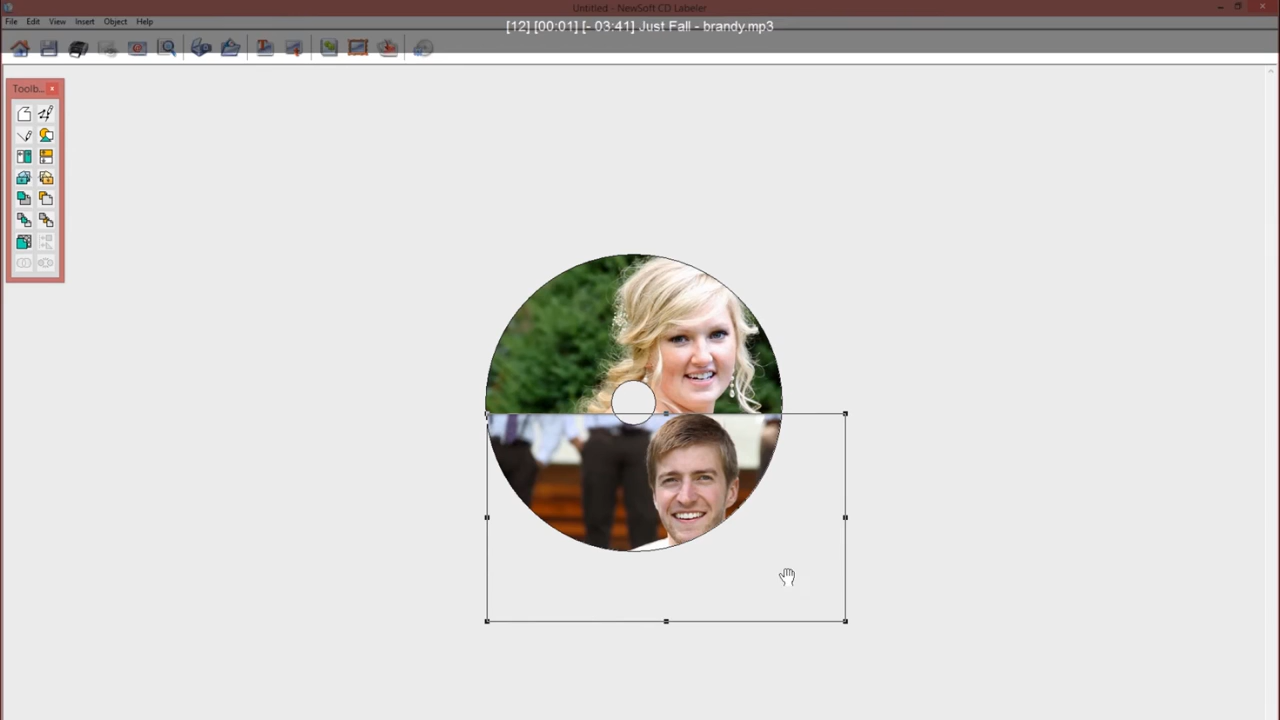 Untitled - NewSoft CD Labeler
[12] [00:01] [- 03:41] Just Fall - brandy.mp3
File Edit View Insert Object Help
Toolb...